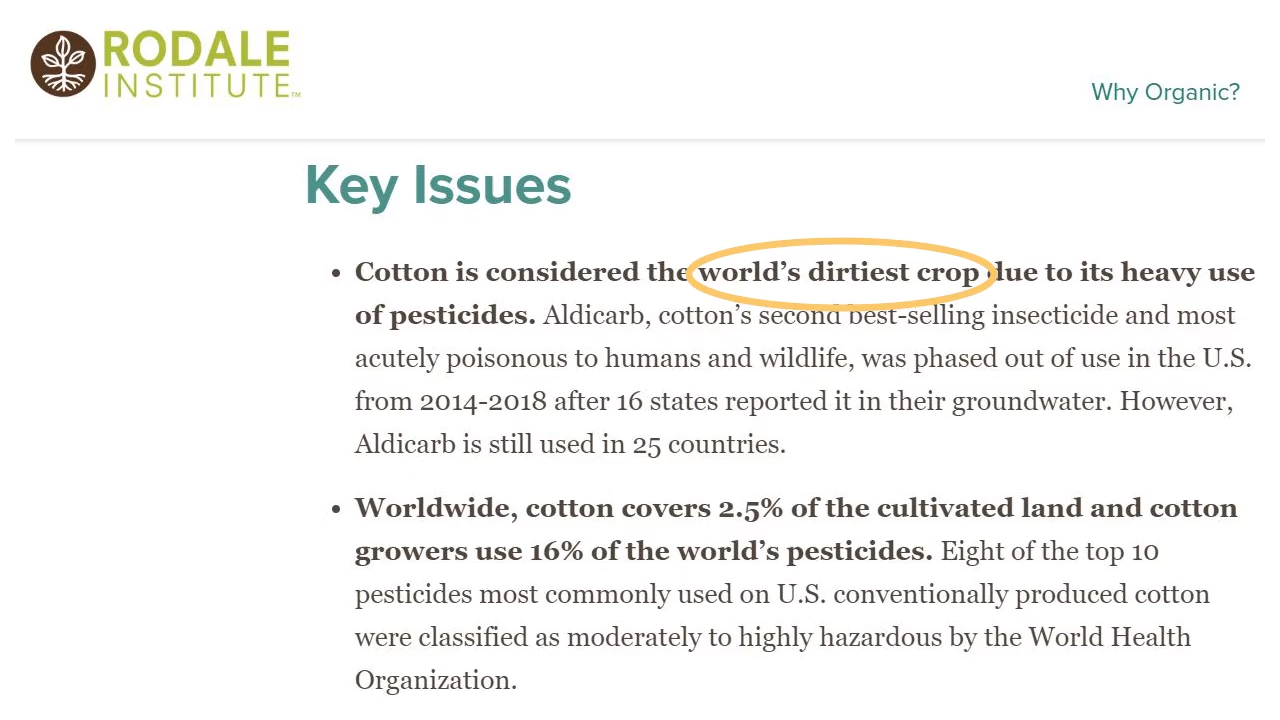 RODALE
INSTITUTE™
Why Organic?
Key Issues
• Cotton is considered the world’s dirtiest crop due to its heavy use
of pesticides. Aldicarb, cotton’s second best-selling insecticide and most
acutely poisonous to humans and wildlife, was phased out of use in the U.S.
from 2014-2018 after 16 states reported it in their groundwater. However,
Aldicarb is still used in 25 countries.
• Worldwide, cotton covers 2.5% of the cultivated land and cotton
growers use 16% of the world’s pesticides. Eight of the top 10
pesticides most commonly used on U.S. conventionally produced cotton
were classified as moderately to highly hazardous by the World Health
Organization.